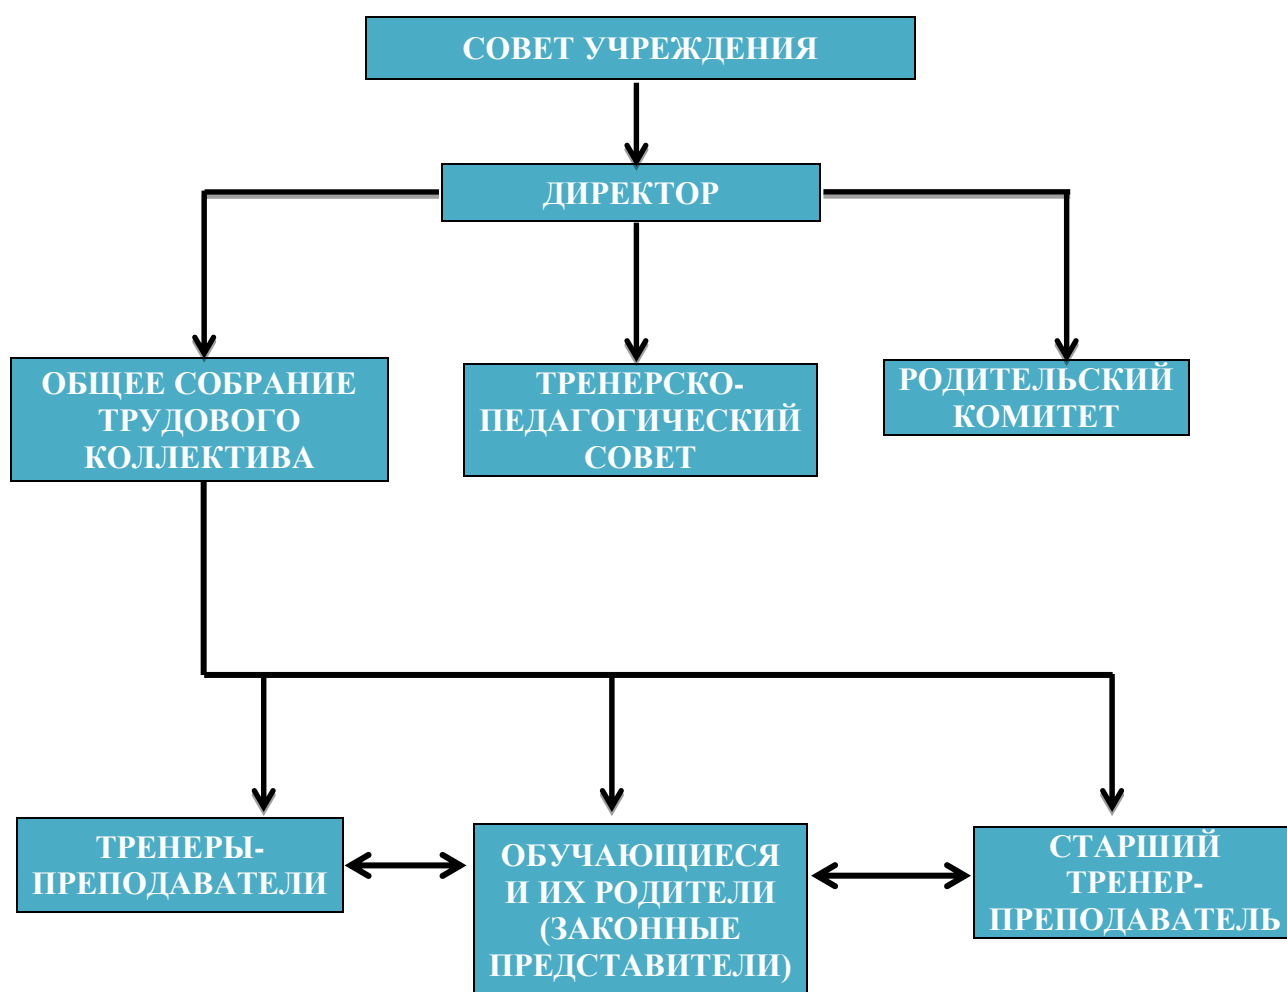 СОВЕТ УЧРЕЖДЕНИЯ
ДИРЕКТОР
ОБЩЕЕ СОБРАНИЕ
ТРУДОВОГО
КОЛЛЕКТИВА
ТРЕНЕРСКО-
ПЕДАГОГИЧЕСКИЙ
СОВЕТ
РОДИТЕЛЬСКИЙ
КОМИТЕТ
ТРЕНЕРЫ-
ПРЕПОДАВАТЕЛИ
ОБУЧАЮЩИЕСЯ
И ИХ РОДИТЕЛИ
(ЗАКОННЫЕ
ПРЕДСТАВИТЕЛИ)
СТАРШИЙ
ТРЕНЕР-
ПРЕПОДАВАТЕЛЬ